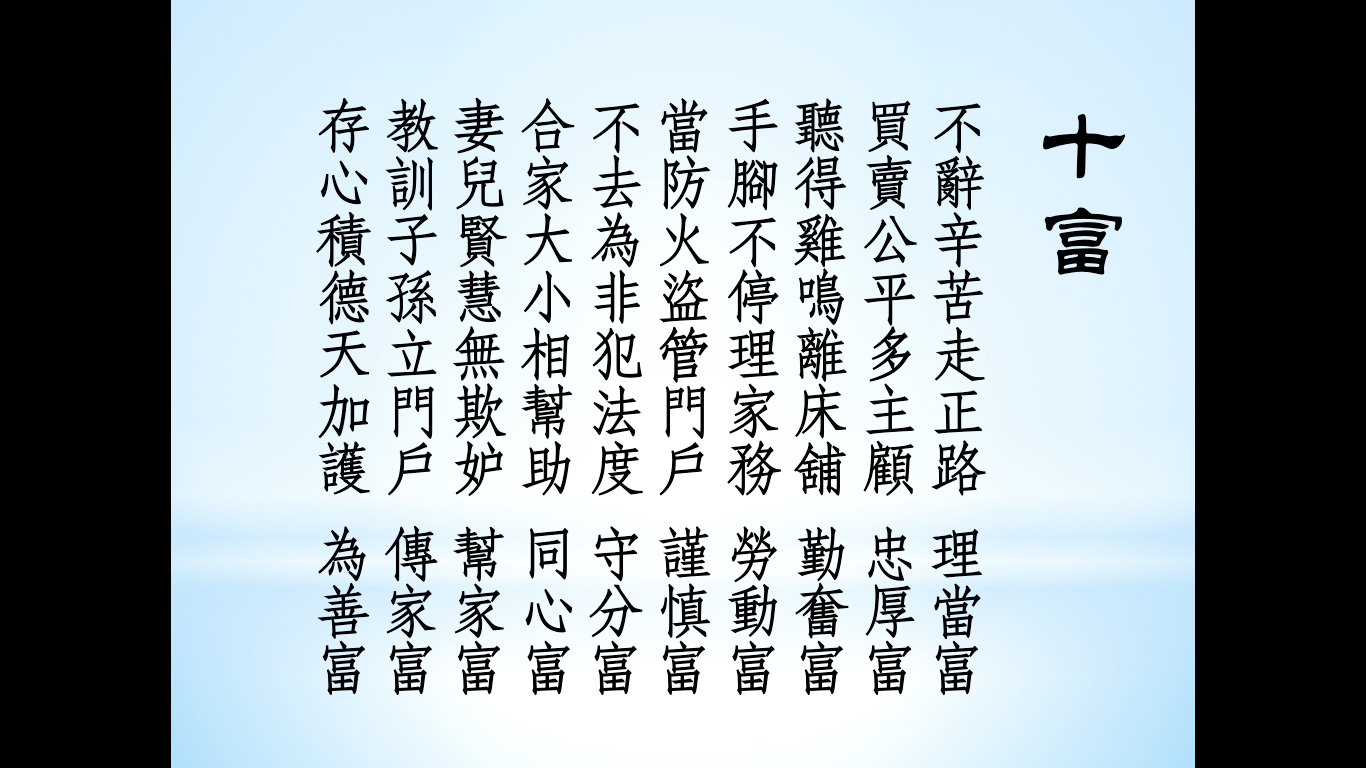 十富
不辭辛苦走正路 理當富
買賣公平多主顧 忠厚富
聽得雞鳴離床舖 勤奮富
手腳不停理家務 勞動富
當防火盜管門戶 謹慎富
不去為非犯法度 守分富
合家大小相幫助 同心富
妻兒賢慧無欺妒 幫家富
教訓子孫立門戶 傳家富
存心積德天加護 為善富